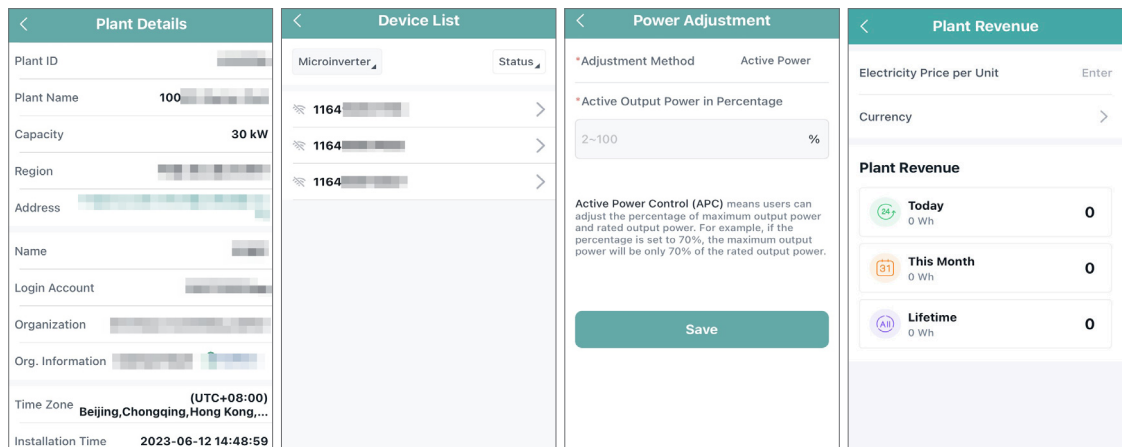 Plant Details
Plant ID
Plant Name 100
Capacity 30 kW
Region
Address
Name
Login Account
Organization
Org. Information
Time Zone (UTC+08:00)
Beijing,Chongqing,Hong Kong,...
Installation Time 2023-06-12 14:48:59
Device List
Microinverter Status
1164
1164
1164
Power Adjustment
*Adjustment Method Active Power
*Active Output Power in Percentage
2~100 %
Active Power Control (APC) means users can
adjust the percentage of maximum output power
and rated output power. For example, if the
percentage is set to 70%, the maximum output
power will be only 70% of the rated output power.
Save
Plant Revenue
Electricity Price per Unit Enter
Currency
Plant Revenue
24
Today 0
0 Wh
31
This Month 0
0 Wh
All
Lifetime 0
0 Wh